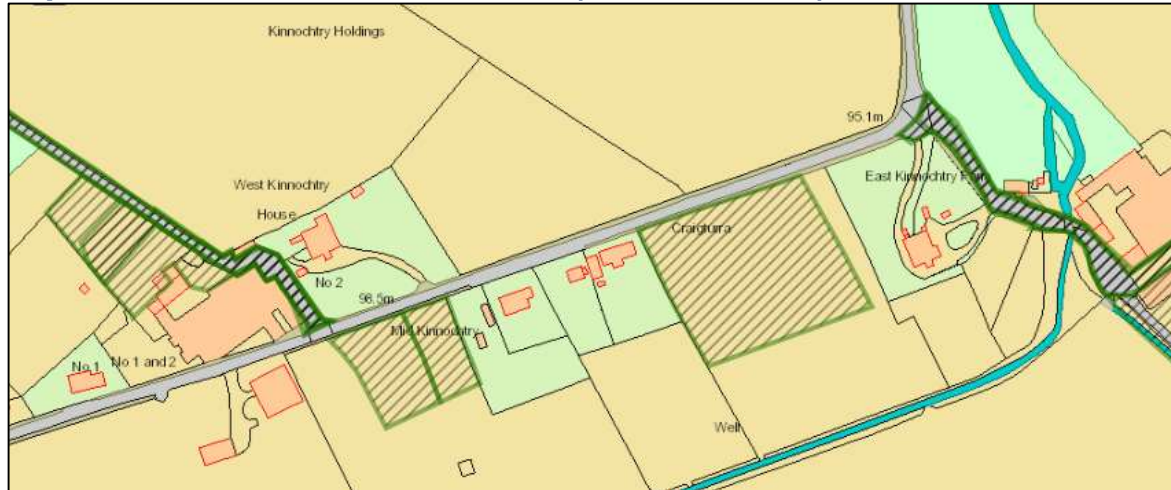 Kinnochtry Holdings
95.1m
West Kinnochtry
House
East Kinnochtry
Craigturra
No 2
96.5m
Mid Kinnochtry
No 1
No 1 and 2
Well